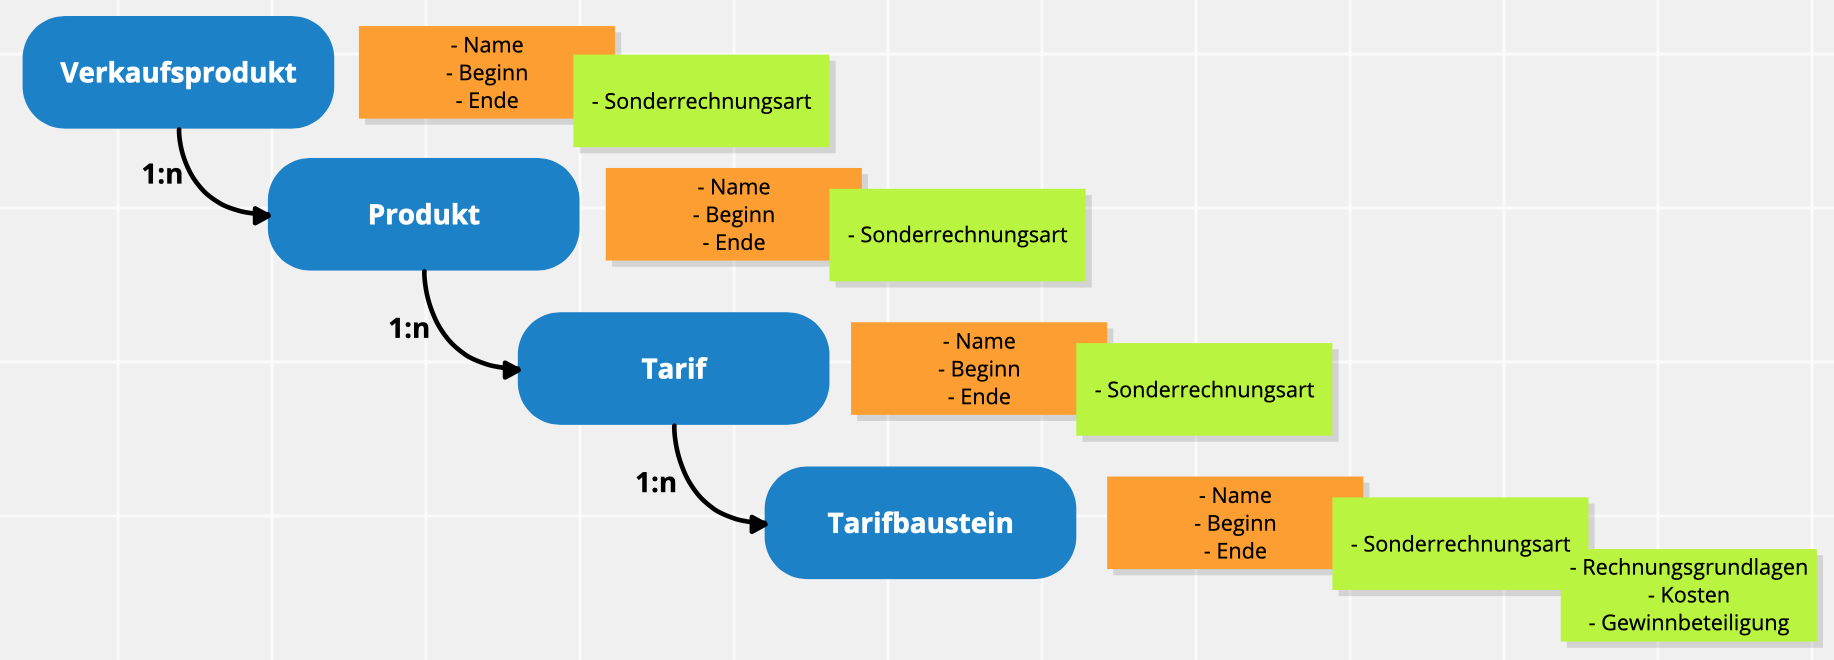 Verkaufsprodukt
- Name
- Beginn
- Ende
- Sonderrechnungsart
1:n
Produkt
- Name
- Beginn
- Ende
- Sonderrechnungsart
1:n
Tarif
- Name
- Beginn
- Ende
- Sonderrechnungsart
1:n
Tarifbaustein
- Name
- Beginn
- Ende
- Sonderrechnungsart
- Rechnungsgrundlagen
- Kosten
- Gewinnbeteiligung